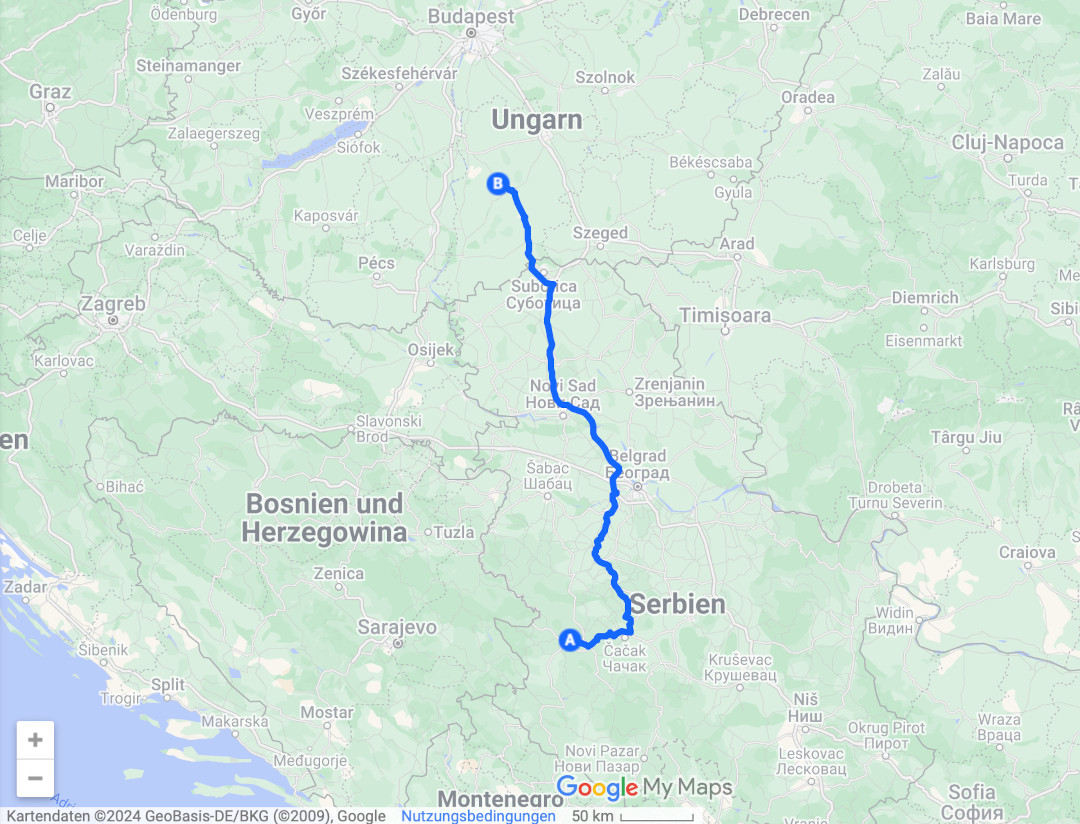 Ödenburg
Győr
Budapest
Debrecen
Baia Mare
Steinamanger
Székesfehérvár
Szolnok
Zalău
Graz
Veszprém
Oradea
Ungarn
Zalaegerszeg
Siófok
Cluj-Napoca
Békéscsaba
Maribor
B
Gyula
Turda
Kaposvár
Celje
Varaždin
Szeged
Arad
Pécs
Karlsburg
Subotica
Суботица
Zagreb
Diemrich
Timișoara
Eisenmarkt
Osijek
Karlovac
Novi Sad
Нови Сад
Zrenjanin
Зрењанин
Slavonski
Brod
en
Târgu Jiu
Belgrad
Београд
Šabac
Шабац
Bihać
Bosnien und
Herzegowina
Drobeta
Turnu Severin
Tuzla
Craiova
Zenica
Zadar
Serbien
Widin
Видин
Sarajevo
A
Čačak
Чачак
Šibenik
Kruševac
Крушевац
Split
Trogir
Niš
Ниш
Mostar
Makarska
Okrug Pirot
Пирот
Wraza
Враца
Novi Pazar
Нови Пазар
Leskovac
Лесковац
Međugorje
Google My Maps
Montenegro
Sofia
София
+
−
Kartendaten ©2024 GeoBasis-DE/BKG (©2009), Google Nutzungsbedingungen 50 km